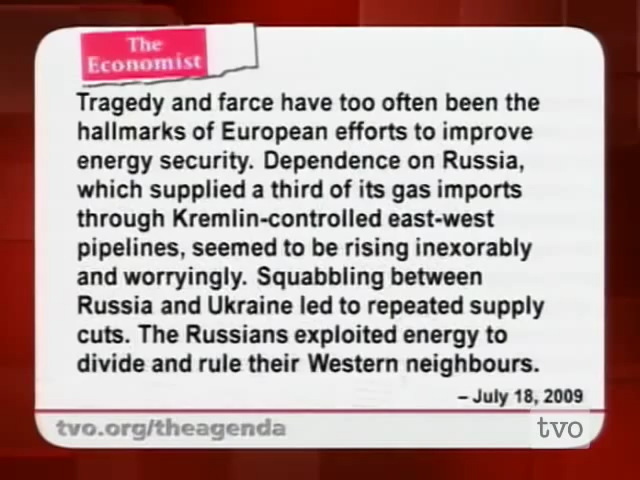 The
Economist
Tragedy and farce have too often been the
hallmarks of European efforts to improve
energy security. Dependence on Russia,
which supplied a third of its gas imports
through Kremlin-controlled east-west
pipelines, seemed to be rising inexorably
and worryingly. Squabbling between
Russia and Ukraine led to repeated supply
cuts. The Russians exploited energy to
divide and rule their Western neighbours.
– July 18, 2009
tvo.org/theagenda
tvo